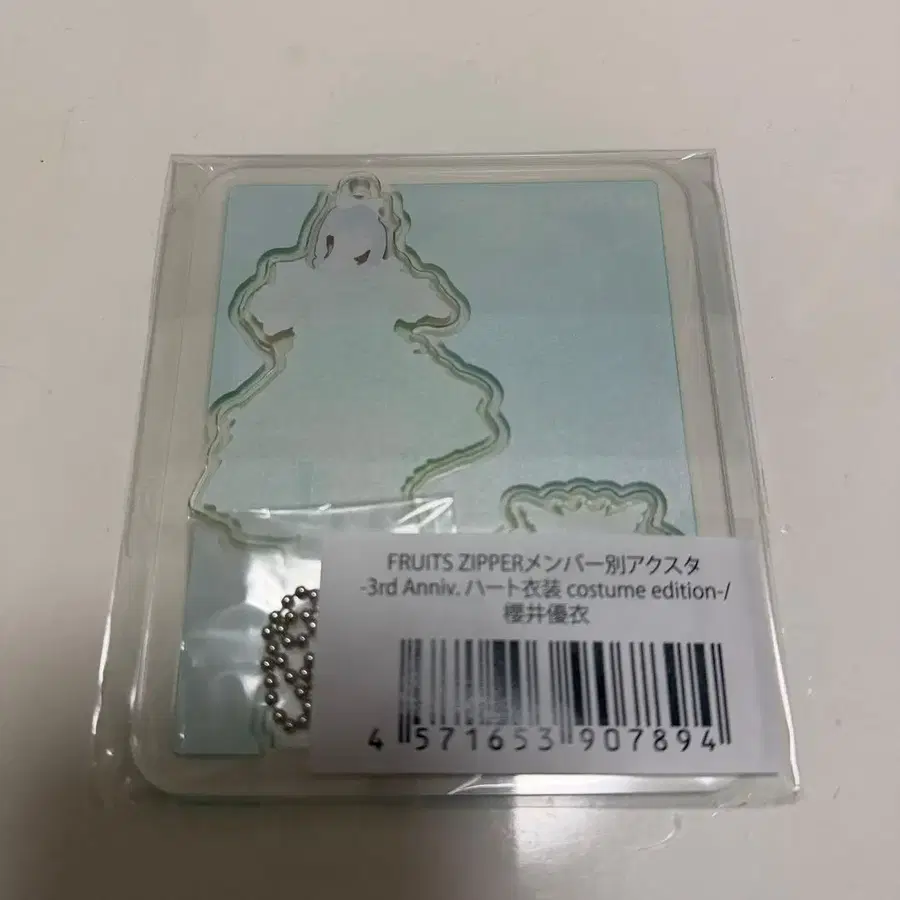 FRUITS ZIPPERメンバー別アクスタ
-3rd Anniv. ハート衣装 costume edition-/
櫻井優衣
4 571653 907894